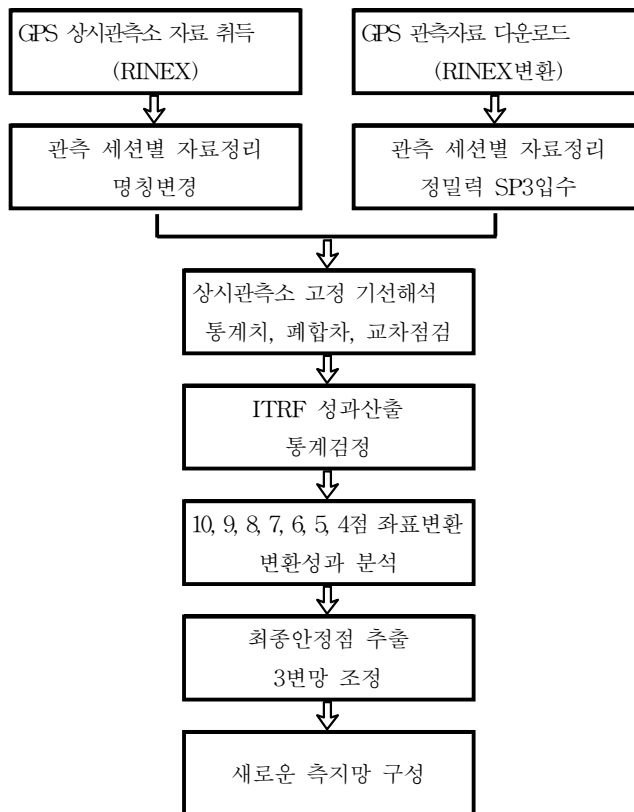 GPS 상시관측소 자료 취득
(RINEX)
GPS 관측자료 다운로드
(RINEX변환)
관측 세션별 자료정리
명칭변경
관측 세션별 자료정리
정밀력 SP3입수
상시관측소 고정 기선해석
통계치, 폐합차, 교차점검
ITRF 성과산출
통계검정
10, 9, 8, 7, 6, 5, 4점 좌표변환
변환성과 분석
최종안정점 추출
3변망 조정
새로운 측지망 구성